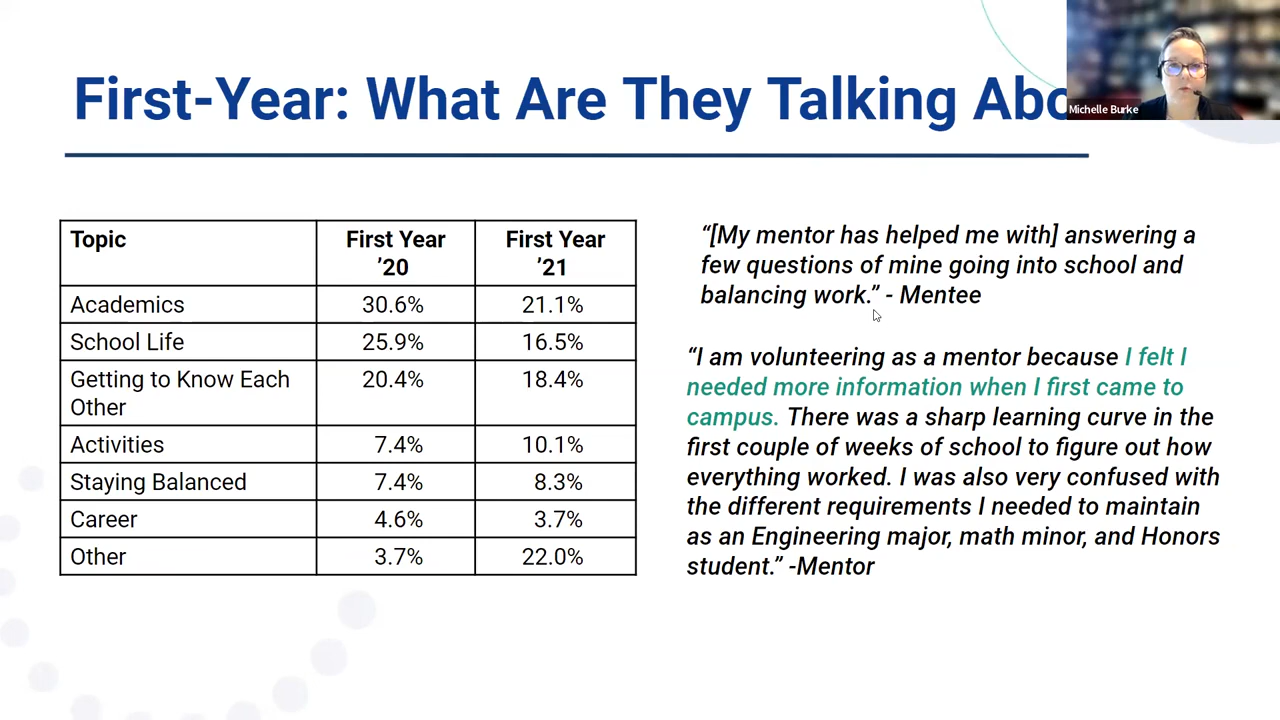 First-Year: What Are They Talking Abo
Michelle Burke
Topic First Year ’20 First Year ’21
Academics 30.6% 21.1%
School Life 25.9% 16.5%
Getting to Know Each Other 20.4% 18.4%
Activities 7.4% 10.1%
Staying Balanced 7.4% 8.3%
Career 4.6% 3.7%
Other 3.7% 22.0%
“[My mentor has helped me with] answering a
few questions of mine going into school and
balancing work.” - Mentee
“I am volunteering as a mentor because I felt I
needed more information when I first came to
campus. There was a sharp learning curve in the
first couple of weeks of school to figure out how
everything worked. I was also very confused with
the different requirements I needed to maintain
as an Engineering major, math minor, and Honors
student.” -Mentor